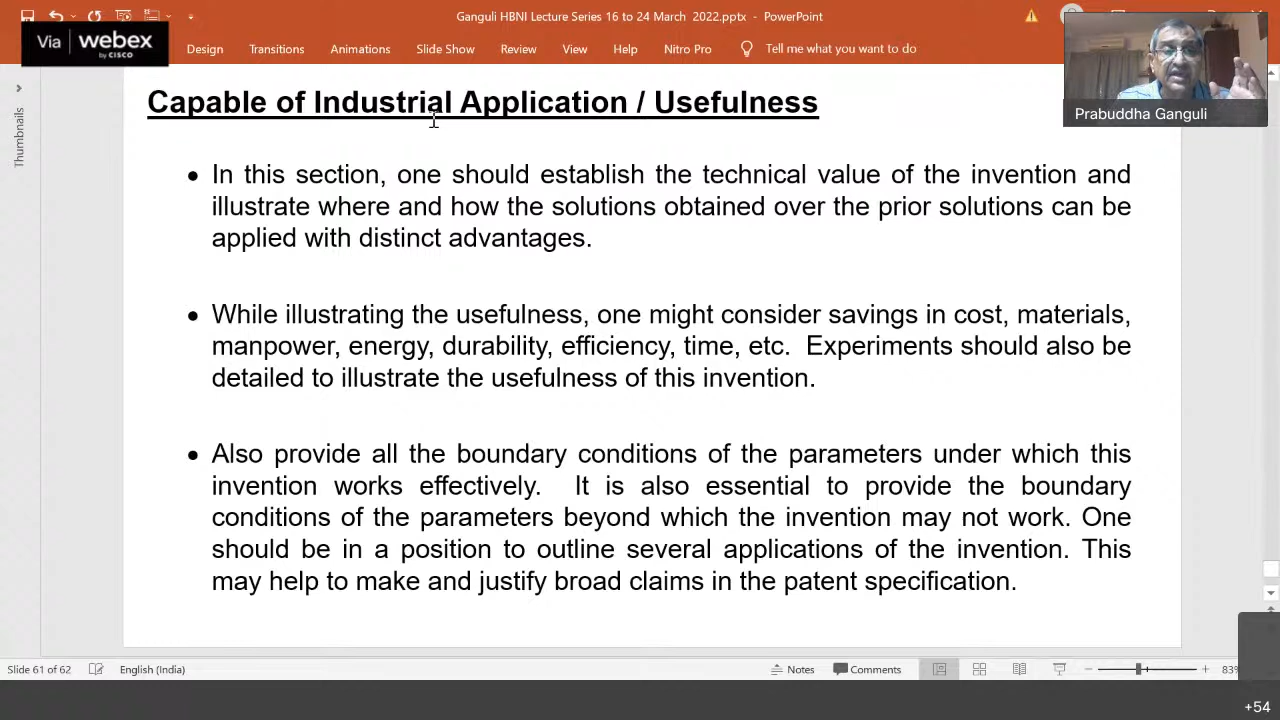 Ganguli HBNI Lecture Series 16 to 24 March 2022.pptx - PowerPoint
Via webex
by CISCO
Design Transitions Animations Slide Show Review View Help Nitro Pro Tell me what you want to do
Prabuddha Ganguli
Thumbnails
Capable of Industrial Application / Usefulness
• In this section, one should establish the technical value of the invention and
illustrate where and how the solutions obtained over the prior solutions can be
applied with distinct advantages.
• While illustrating the usefulness, one might consider savings in cost, materials,
manpower, energy, durability, efficiency, time, etc. Experiments should also be
detailed to illustrate the usefulness of this invention.
• Also provide all the boundary conditions of the parameters under which this
invention works effectively. It is also essential to provide the boundary
conditions of the parameters beyond which the invention may not work. One
should be in a position to outline several applications of the invention. This
may help to make and justify broad claims in the patent specification.
Slide 61 of 62 English (India) Notes Comments 83%
+54